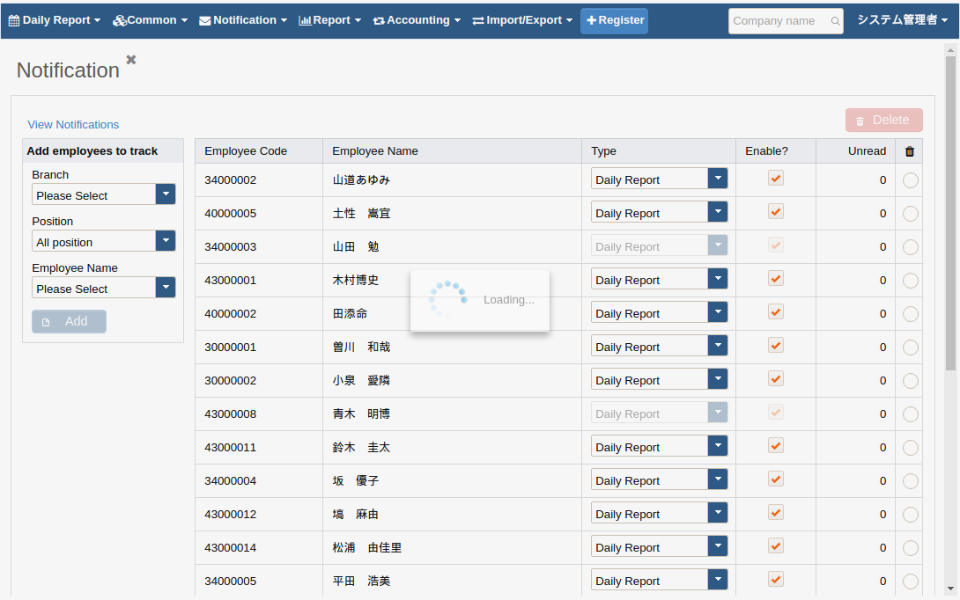 Daily Report Common Notification Report Accounting Import/Export Register Company name システム管理者
Notification
View Notifications
Delete
Add employees to track
Branch
Please Select
Position
All position
Employee Name
Please Select
Add
Employee Code Employee Name Type Enable? Unread
34000002 山道あゆみ Daily Report 0
40000005 土性 嵩宜 Daily Report 0
34000003 山田 勉 Daily Report 0
43000001 木村博史 Daily Report 0
40000002 田添命 Daily Report 0
30000001 曽川 和哉 Daily Report 0
30000002 小泉 愛隣 Daily Report 0
43000008 青木 明博 Daily Report 0
43000011 鈴木 圭太 Daily Report 0
34000004 坂 優子 Daily Report 0
43000012 塙 麻由 Daily Report 0
43000014 松浦 由佳里 Daily Report 0
34000005 平田 浩美 Daily Report 0
Loading...